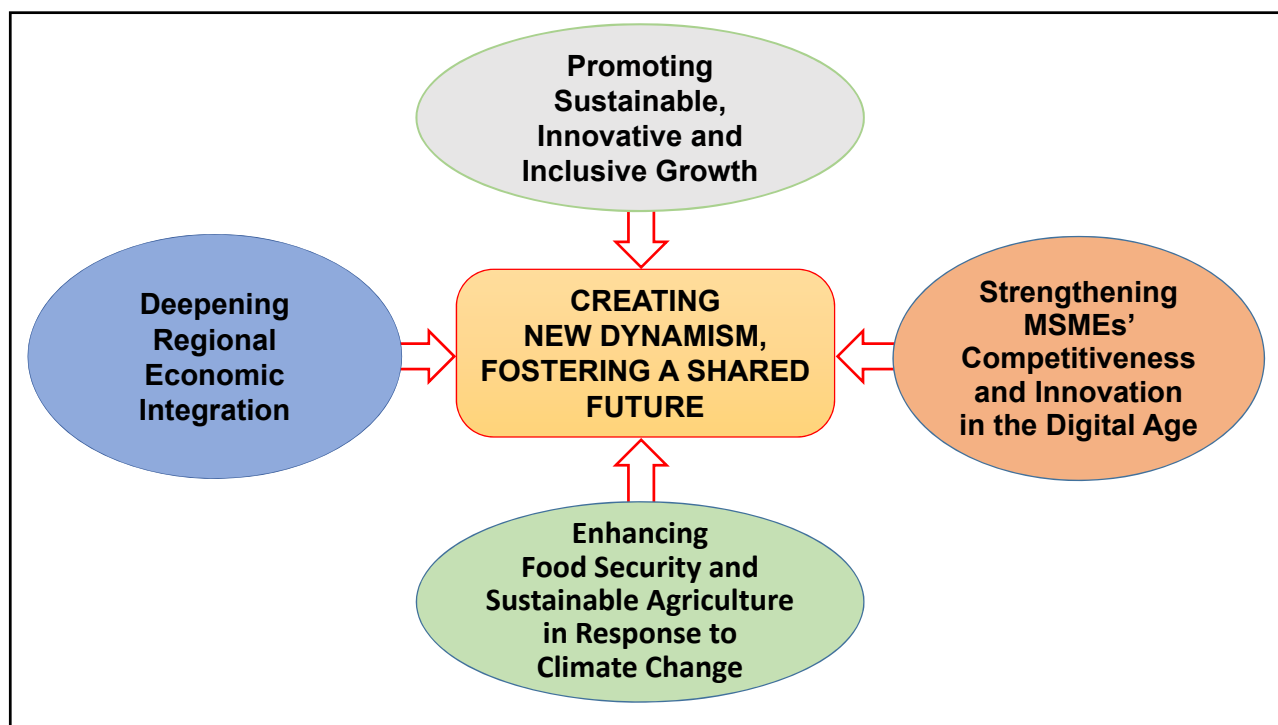 Promoting
Sustainable,
Innovative and
Inclusive Growth
Deepening
Regional
Economic
Integration
CREATING
NEW DYNAMISM,
FOSTERING A SHARED
FUTURE
Strengthening
MSMEs’
Competitiveness
and Innovation
in the Digital Age
Enhancing
Food Security and
Sustainable Agriculture
in Response to
Climate Change